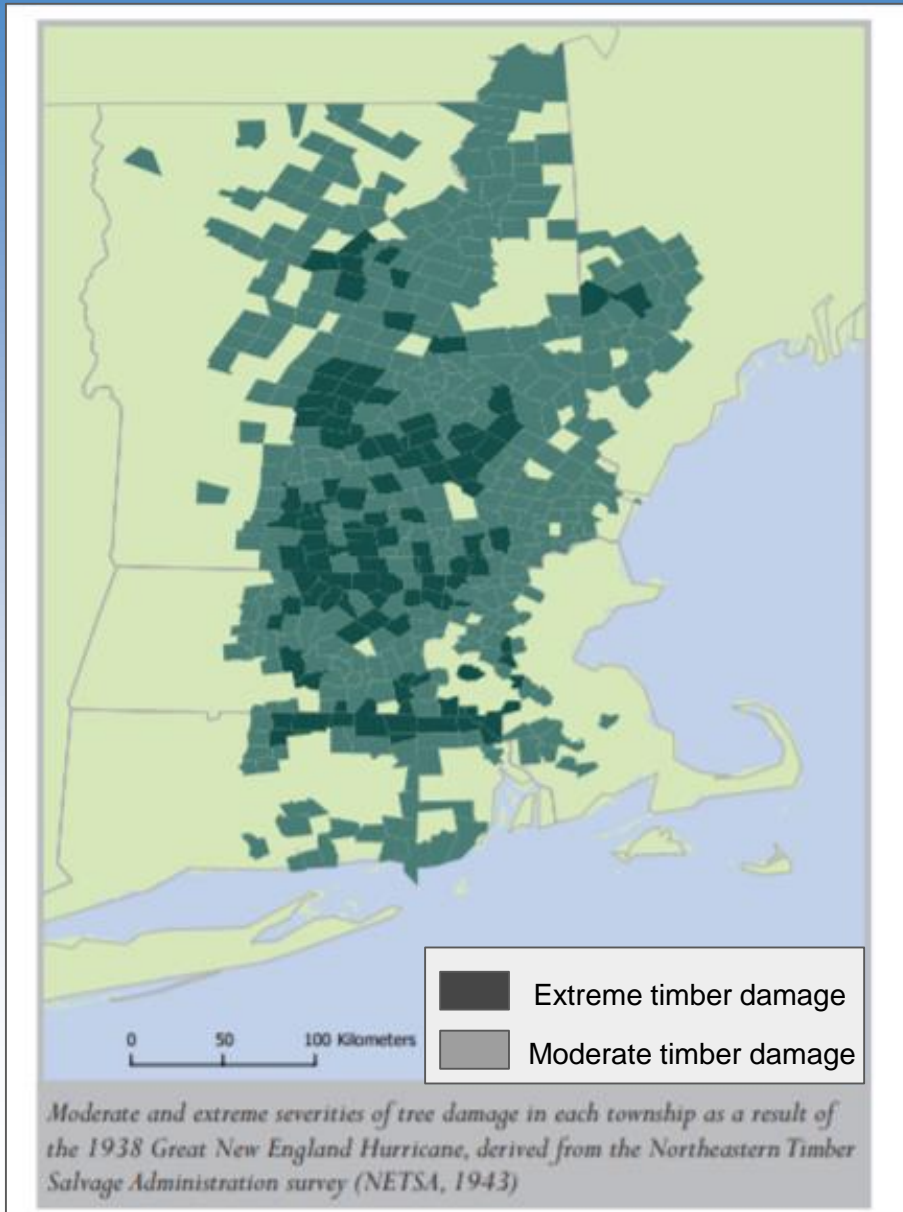 Extreme timber damage
Moderate timber damage
0 50 100 Kilometers
Moderate and extreme severities of tree damage in each township as a result of
the 1938 Great New England Hurricane, derived from the Northeastern Timber
Salvage Administration survey (NETSA, 1943)